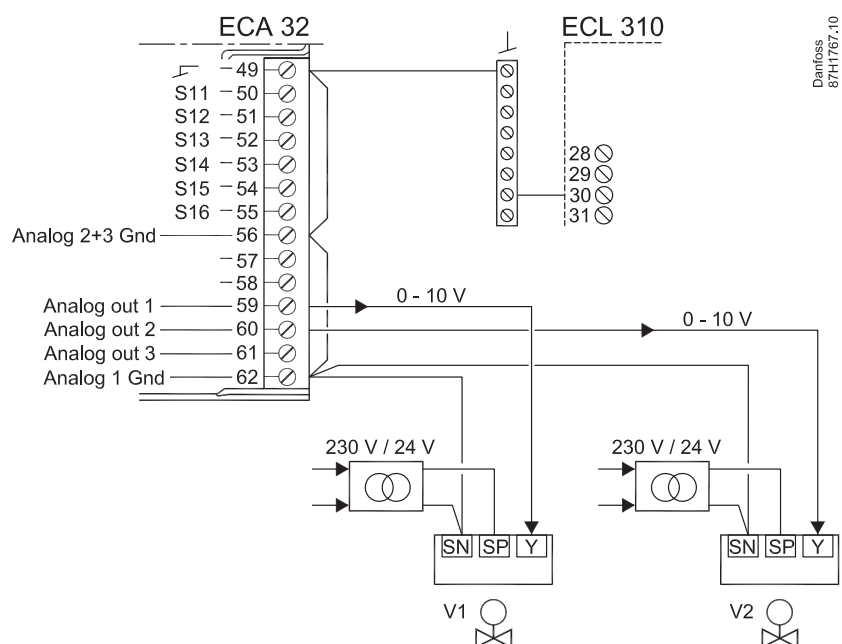 ECA 32
ECL 310
Danfoss
87H1767.10
49
S11 50
S12 51
S13 52
S14 53
S15 54
S16 55
Analog 2+3 Gnd 56
57
58
Analog out 1 59
Analog out 2 60
Analog out 3 61
Analog 1 Gnd 62
28
29
30
31
0 - 10 V
0 - 10 V
230 V / 24 V
230 V / 24 V
SN SP Y
SN SP Y
V1
V2